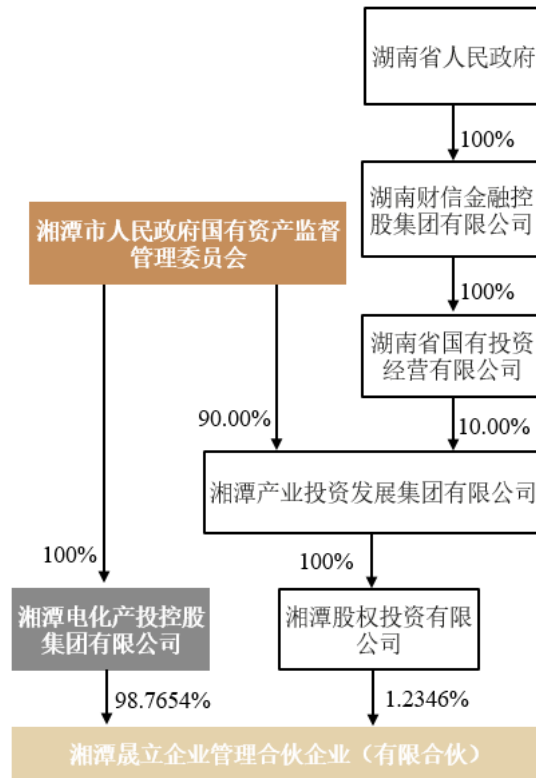 湖南省人民政府
100%
湖南财信金融控
股集团有限公司
湘潭市人民政府国有资产监督
管理委员会
100%
湖南省国有投资
经营有限公司
90.00%
10.00%
湘潭产业投资发展集团有限公司
100%
100%
湘潭电化产投控股
集团有限公司
湘潭股权投资有限
公司
98.7654%
1.2346%
湘潭晟立企业管理合伙企业（有限合伙）